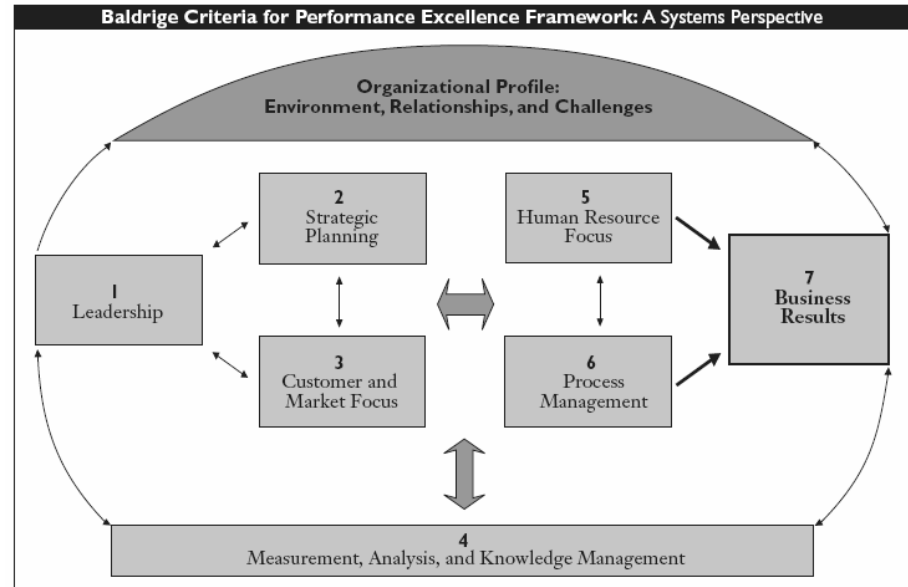 Baldrige Criteria for Performance Excellence Framework: A Systems Perspective
Organizational Profile:
Environment, Relationships, and Challenges
2
Strategic
Planning
5
Human Resource
Focus
1
Leadership
7
Business
Results
3
Customer and
Market Focus
6
Process
Management
4
Measurement, Analysis, and Knowledge Management